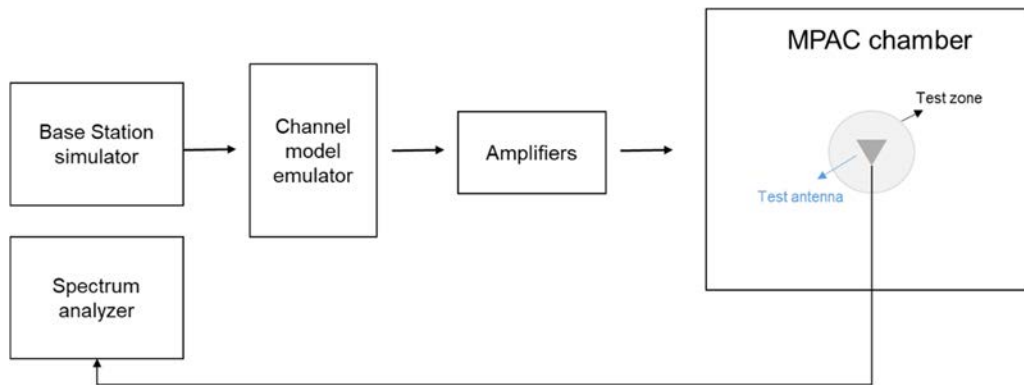 MPAC chamber
Base Station
simulator
Channel
model
emulator
Amplifiers
Test zone
Test antenna
Spectrum
analyzer